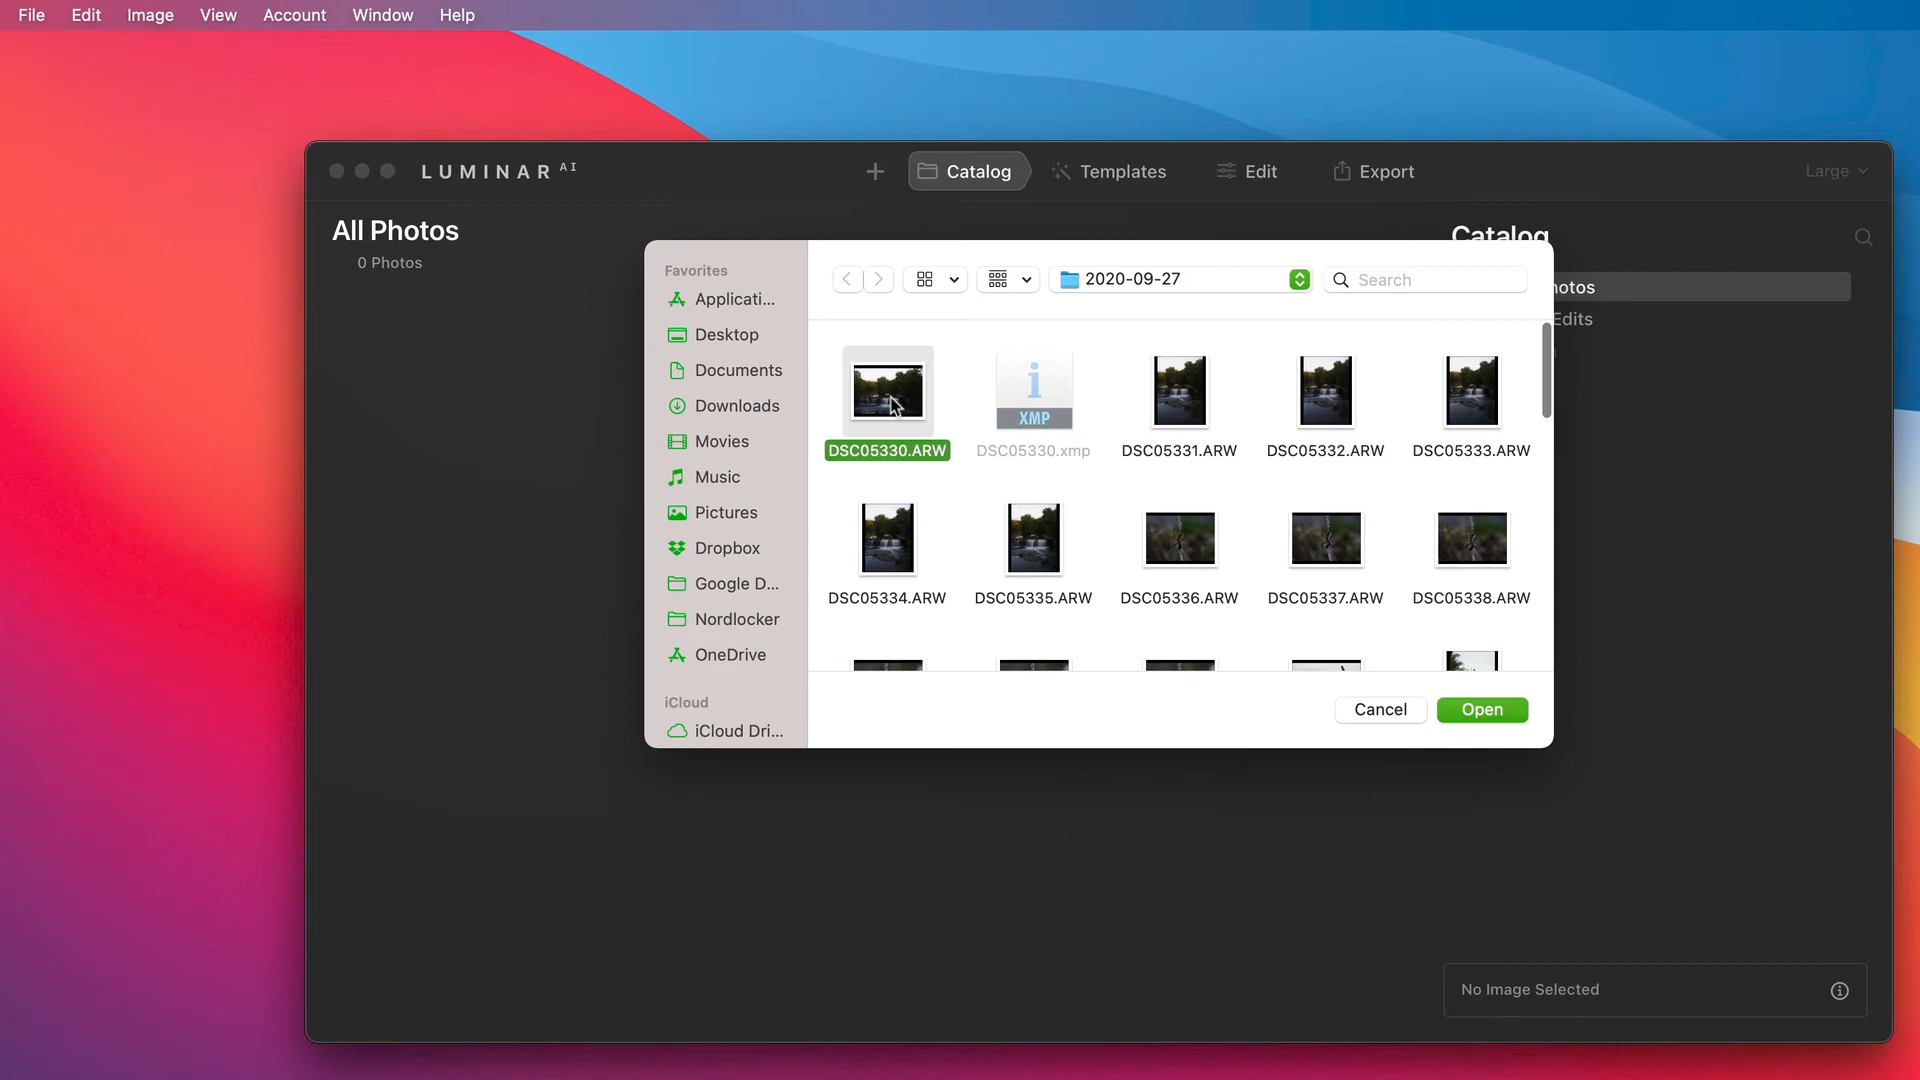 File Edit Image View Account Window Help
LUMINAR AI
Catalog Templates Edit Export Large
All Photos
0 Photos
Catalog
hotos
Edits
Favorites
Applicati...
Desktop
Documents
Downloads
Movies
Music
Pictures
Dropbox
Google D...
Nordlocker
OneDrive
iCloud
iCloud Dri...
2020-09-27
Search
XMP
DSC05330.ARW DSC05330.xmp DSC05331.ARW DSC05332.ARW DSC05333.ARW
DSC05334.ARW DSC05335.ARW DSC05336.ARW DSC05337.ARW DSC05338.ARW
Cancel Open
No Image Selected